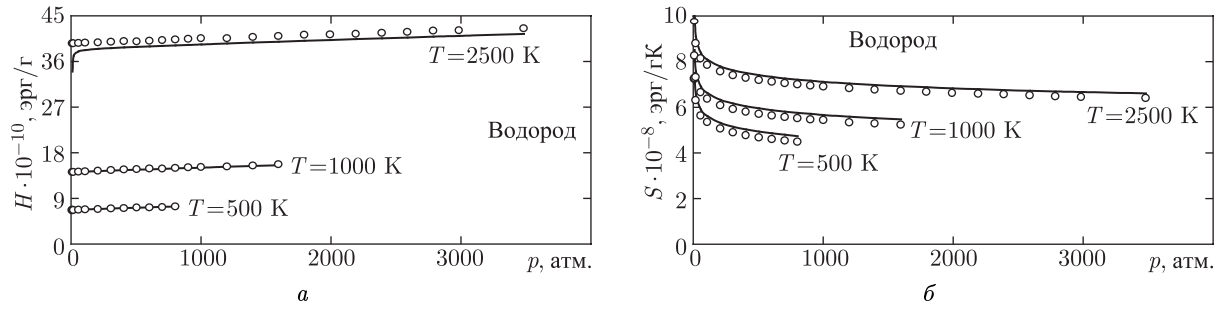 H·10⁻¹⁰, эрг/г
45
36
27
18
9
0
T=2500 K
Водород
T=1000 K
T=500 K
0 1000 2000 3000 p, атм.
а
S·10⁻⁸, эрг/гК
10
8
6
4
2
0
Водород
T=2500 K
T=1000 K
T=500 K
0 1000 2000 3000 p, атм.
б